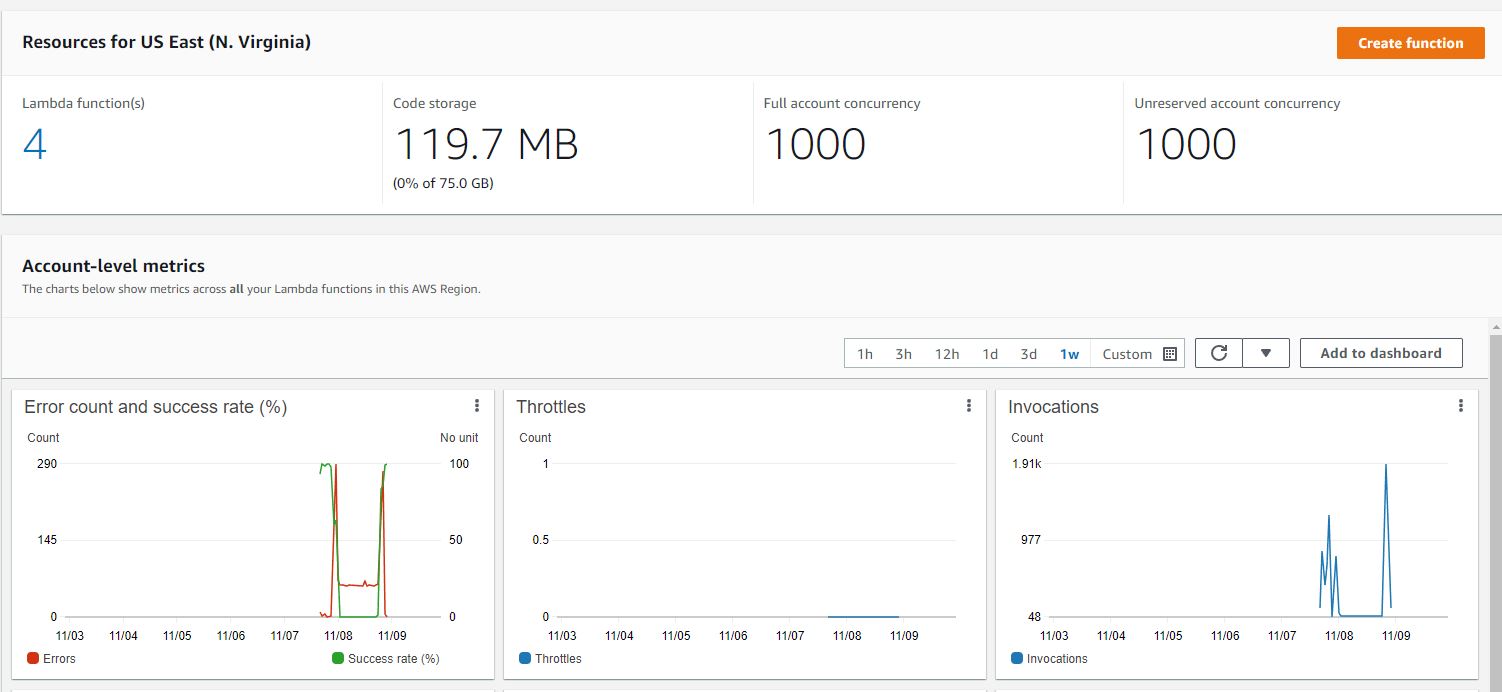 Resources for US East (N. Virginia)
Create function
Lambda function(s)
Code storage
Full account concurrency
Unreserved account concurrency
4
119.7 MB
1000
1000
(0% of 75.0 GB)
Account-level metrics
The charts below show metrics across all your Lambda functions in this AWS Region.
1h 3h 12h 1d 3d 1w Custom
Add to dashboard
Error count and success rate (%)
Count
No unit
290
100
145
50
0
0
11/03 11/04 11/05 11/06 11/07 11/08 11/09
Errors
Success rate (%)
Throttles
Count
1
0.5
0
11/03 11/04 11/05 11/06 11/07 11/08 11/09
Throttles
Invocations
Count
1.91k
977
48
11/03 11/04 11/05 11/06 11/07 11/08 11/09
Invocations